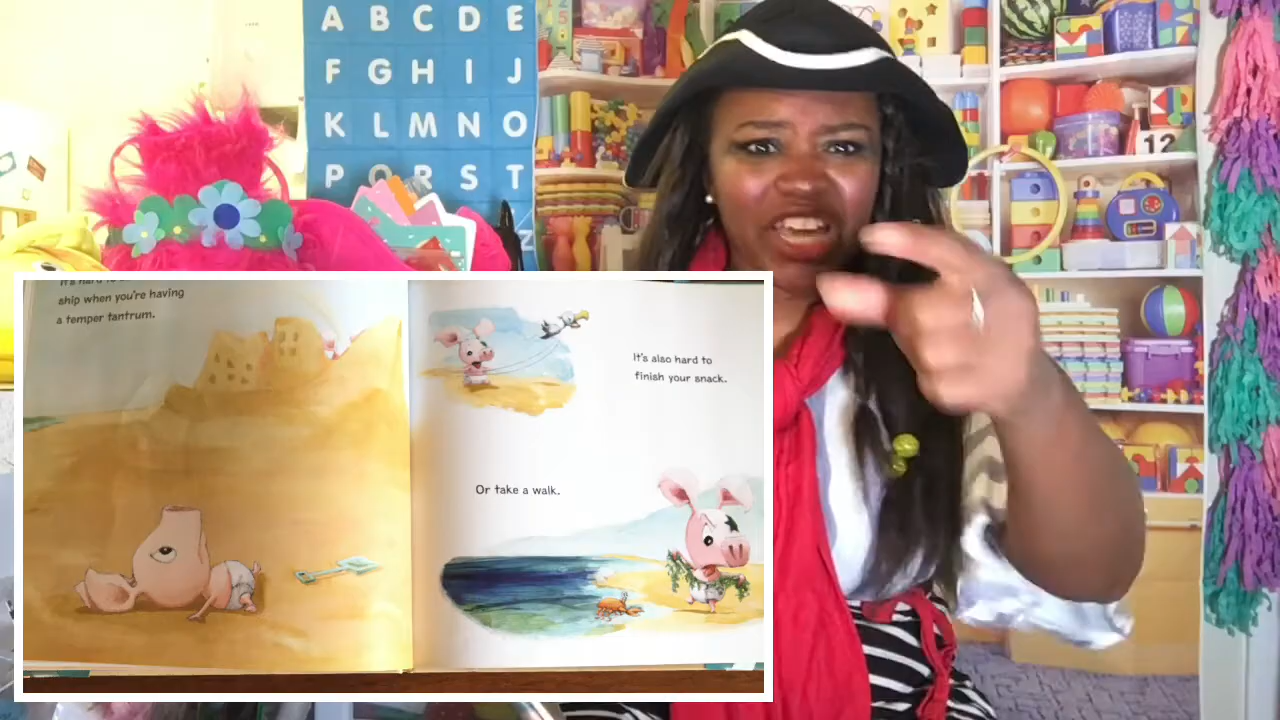 A B C D E
F G H I J
K L M N O
P Q R S T
Z
12
ship when you're having
a temper tantrum.
It's also hard to
finish your snack.
Or take a walk.